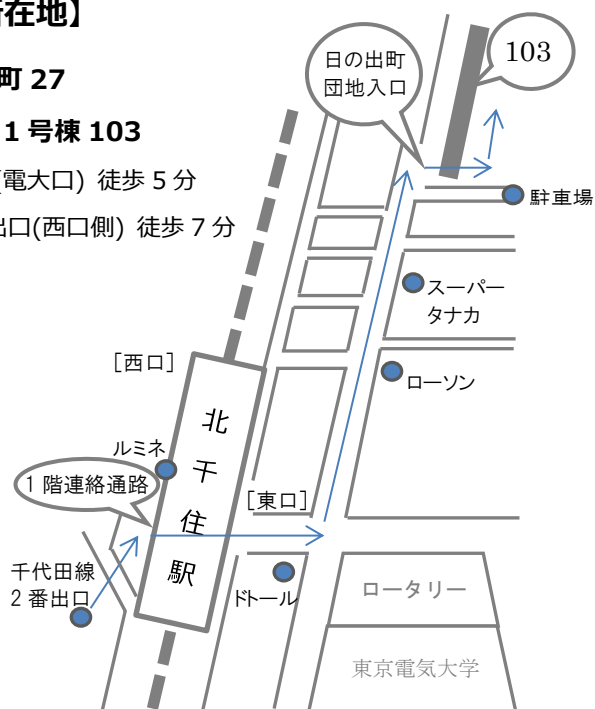 所在地】
町 27
1 号棟 103
(電大口) 徒歩 5 分
出口(西口側) 徒歩 7 分
日の出町
団地入口
103
駐車場
スーパー
タナカ
ローソン
[西口]
ルミネ
1 階連絡通路
北
千
住
駅
[東口]
千代田線
2 番出口
ドトール
ロータリー
東京電気大学